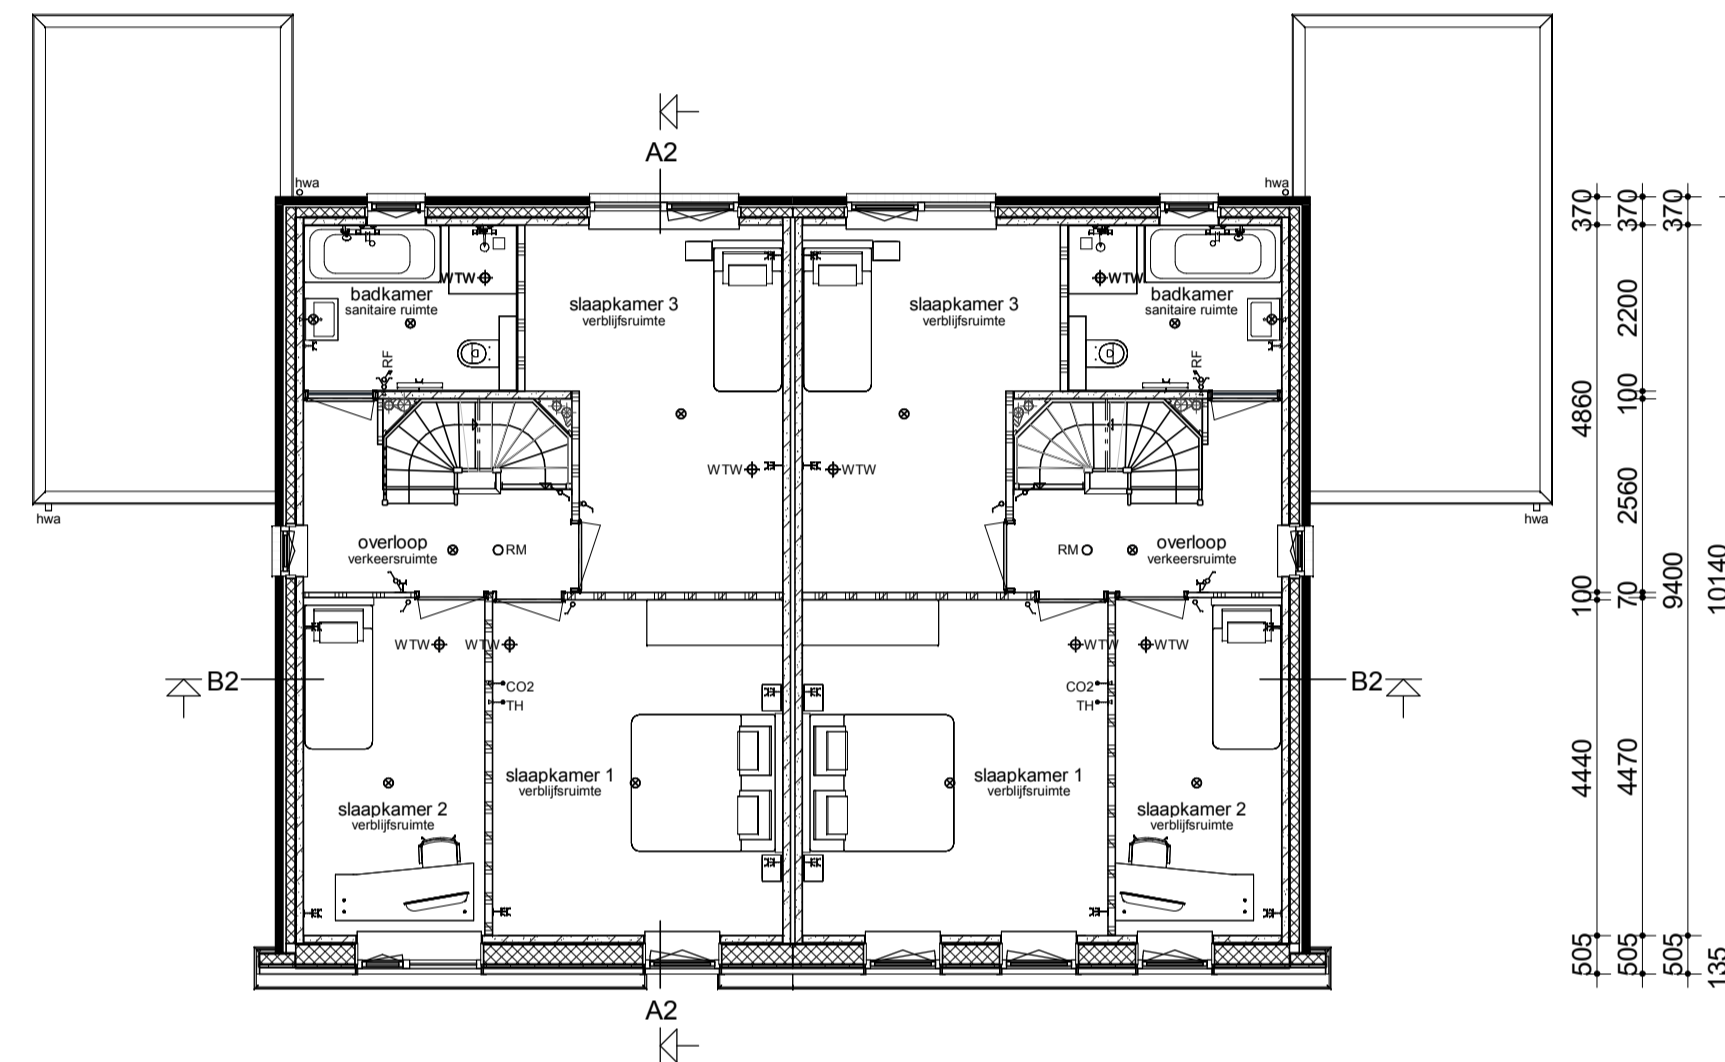 A2
hwa
hwa
WTW
WTW
badkamer
sanitaire ruimte
slaapkamer 3
verblijfsruimte
slaapkamer 3
verblijfsruimte
badkamer
sanitaire ruimte
RF
RF
WTW
WTW
hwa
hwa
overloop
verkeersruimte
RM
RM
overloop
verkeersruimte
WTW
WTW
WTW
WTW
B2
CO2
TH
CO2
TH
B2
slaapkamer 1
verblijfsruimte
slaapkamer 1
verblijfsruimte
slaapkamer 2
verblijfsruimte
slaapkamer 2
verblijfsruimte
A2
370
4860
100
4440
505
370
2200
100
2560
70
4470
505
370
9400
505
10140
135